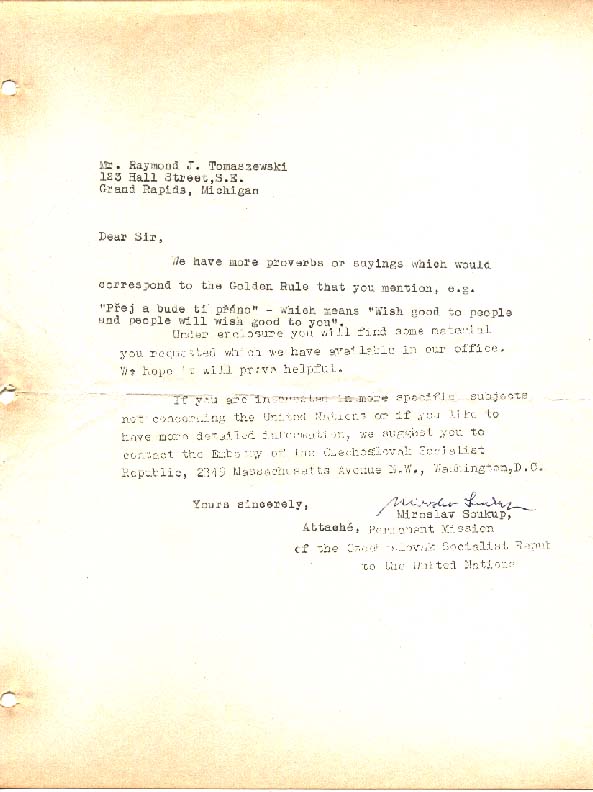 Mr. Raymond J. Tomaszewski
123 Hall Street,S.E.
Grand Rapids, Michigan
Dear Sir,
We have more proverbs or sayings which would
correspond to the Golden Rule that you mention, e.g.
"Přej a bude ti přáno" - which means "Wish good to people
and people will wish good to you".
Under enclosure you will find some material
you requested which we have available in our office.
We hope it will prove helpful.
If you are interested in more specific subjects
not concerning the United Nations or if you like to
have more detailed information, we suggest you to
contact the Embassy of the Czechoslovak Socialist
Republic, 2349 Massachusetts Avenue N.W., Washington,D.C.
Yours sincerely,
Miroslav Soukup,
Attaché, Permanent Mission
of the Czechoslovak Socialist Republ
to the United Nations